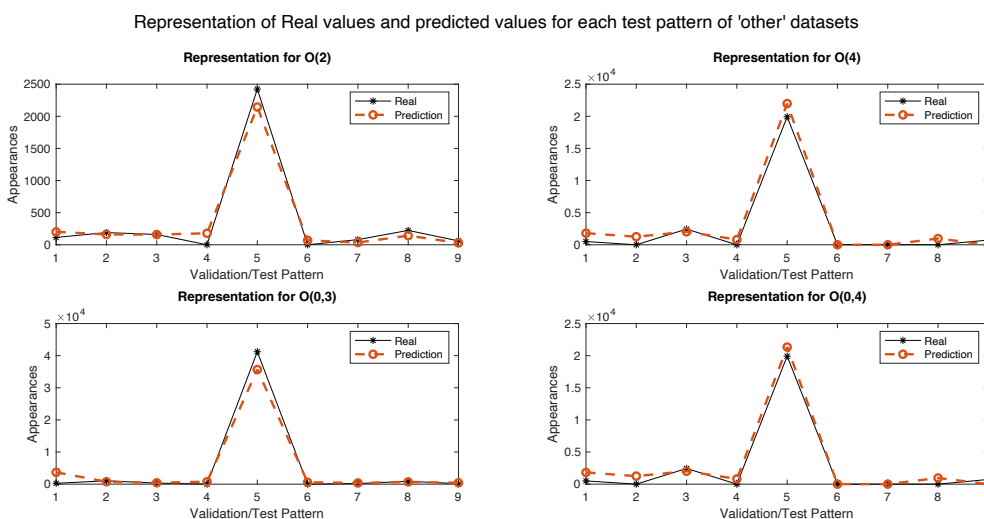 Representation of Real values and predicted values for each test pattern of 'other' datasets
Representation for O(2)
2500
2000
1500
1000
500
0
Appearances
1 2 3 4 5 6 7 8 9
Validation/Test Pattern
Real
Prediction
Representation for O(4)
×10^4
2.5
2
1.5
1
0.5
0
Appearances
1 2 3 4 5 6 7 8
Validation/Test Pattern
Real
Prediction
Representation for O(0,3)
×10^4
5
4
3
2
1
0
Appearances
1 2 3 4 5 6 7 8 9
Validation/Test Pattern
Real
Prediction
Representation for O(0,4)
×10^4
2.5
2
1.5
1
0.5
0
Appearances
1 2 3 4 5 6 7 8
Validation/Test Pattern
Real
Prediction